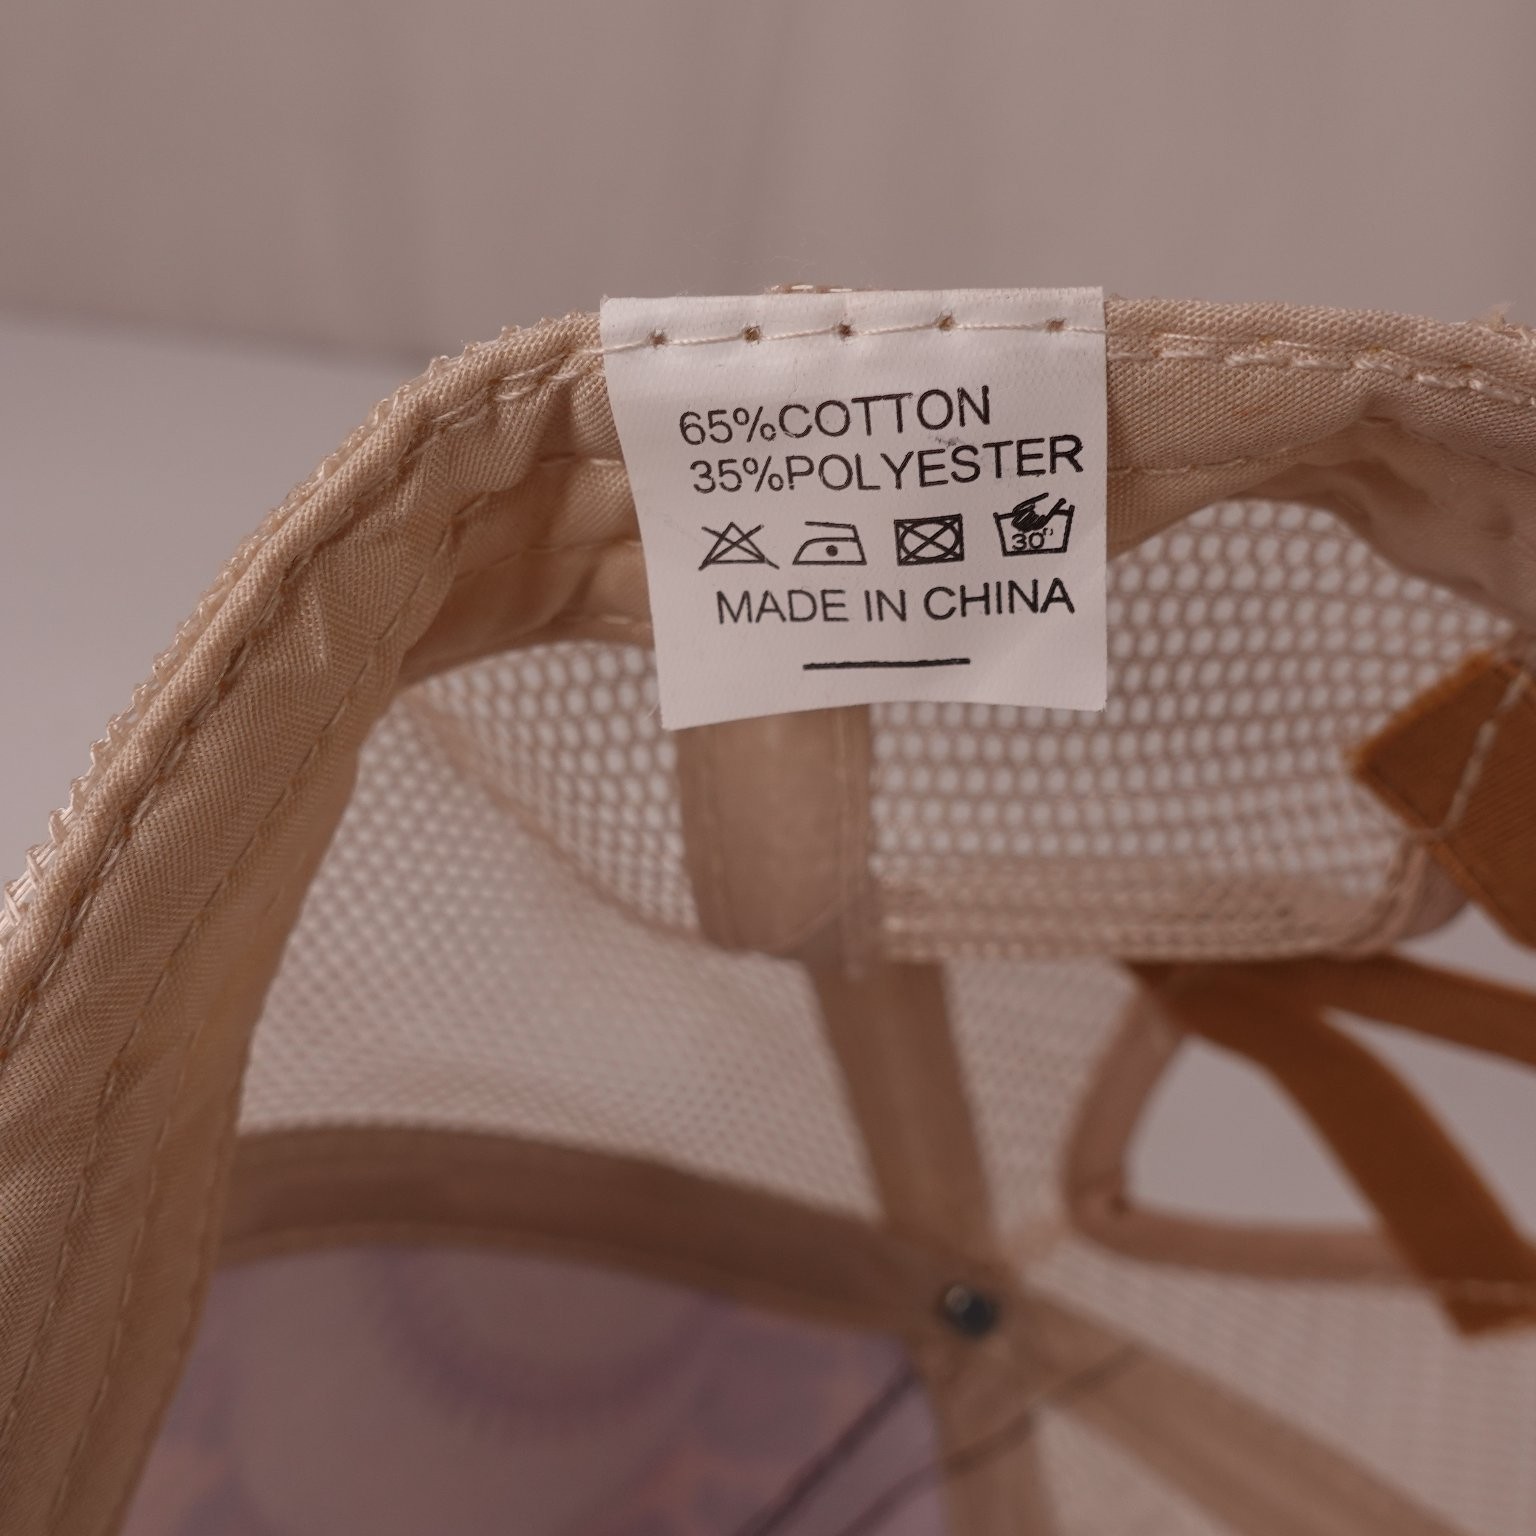 65%COTTON
35%POLYESTER
30°
MADE IN CHINA